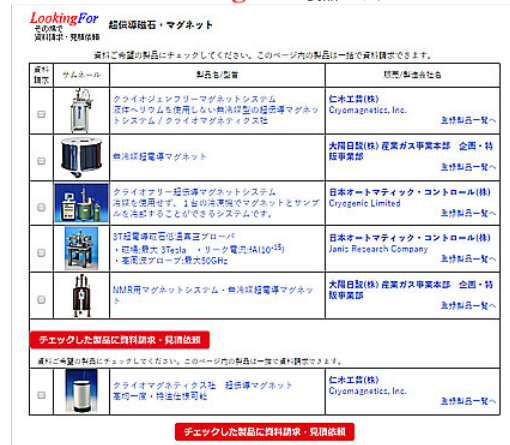 LookingFor
その場で
資料請求・見積依頼
超伝導磁石・マグネット
資料ご希望の製品にチェックしてください。このページ内の製品は一括で資料請求できます。
資料
請求
サムネール
製品名/型番
販売/製造会社名
クライオジェンフリーマグネットシステム
液体ヘリウムを使用しない無冷媒型の超伝導マグネッ
トシステム / クライオマグネティクス社
仁木工芸(株)
Cryomagnetics, Inc.
登録製品一覧へ
無冷媒超電導マグネット
大陽日酸(株) 産業ガス事業本部 企画・特
販事業部
登録製品一覧へ
クライオフリー超伝導マグネットシステム
冷媒を使用せず、1台の冷凍機でマグネットとサンプ
ルを冷却することができるシステムです。
日本オートマティック・コントロール(株)
Cryogenic Limited
登録製品一覧へ
3T超電導磁石低温真空プローバ
・磁場:最大 3Tesla ・リーク電流:fA(10⁻¹⁵)
・高周波プローブ:最大50GHz
日本オートマティック・コントロール(株)
Janis Research Company
登録製品一覧へ
NMR用マグネットシステム・無冷媒超電導マグネッ
ト
大陽日酸(株) 産業ガス事業本部 企画・特
販事業部
登録製品一覧へ
チェックした製品に資料請求・見積依頼
資料ご希望の製品にチェックしてください。このページ内の製品は一括で資料請求できます。
クライオマグネティクス社 超伝導マグネット
高均一度・特注仕様可能
仁木工芸(株)
Cryomagnetics, Inc.
登録製品一覧へ
チェックした製品に資料請求・見積依頼